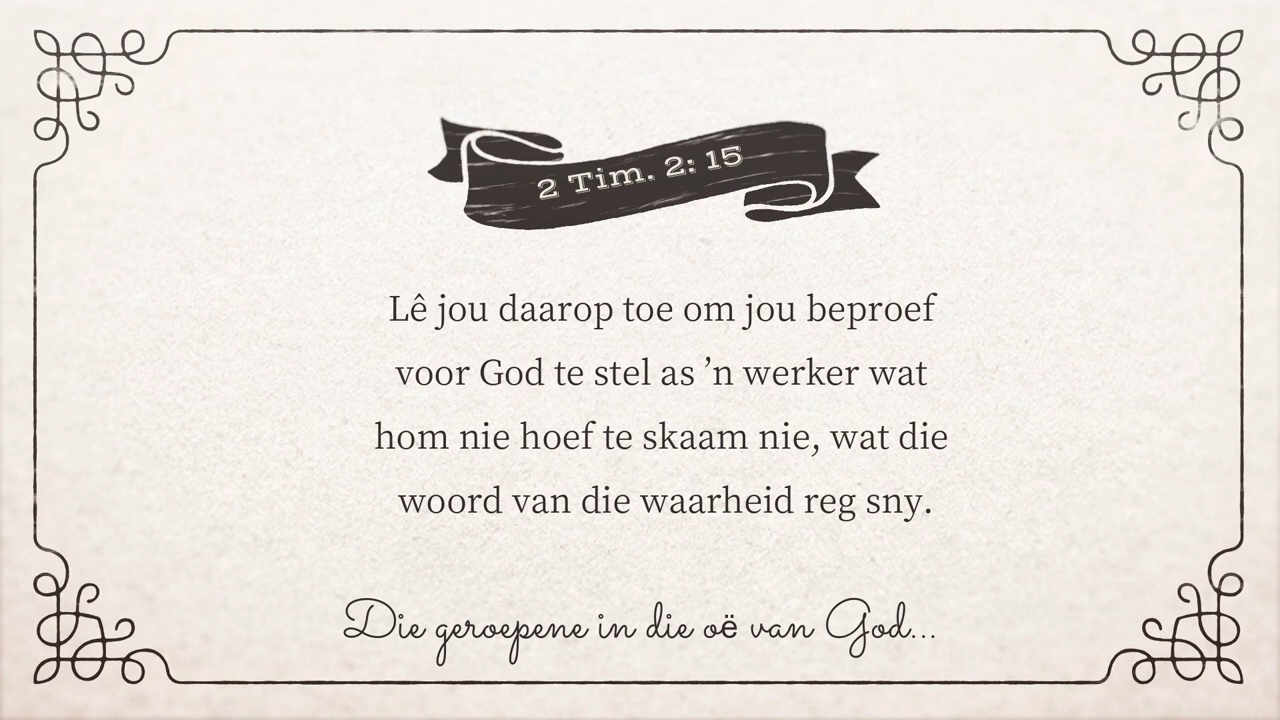 2 Tim. 2: 15
Lê jou daarop toe om jou beproef
voor God te stel as ’n werker wat
hom nie hoef te skaam nie, wat die
woord van die waarheid reg sny.
Die geroepene in die oë van God...